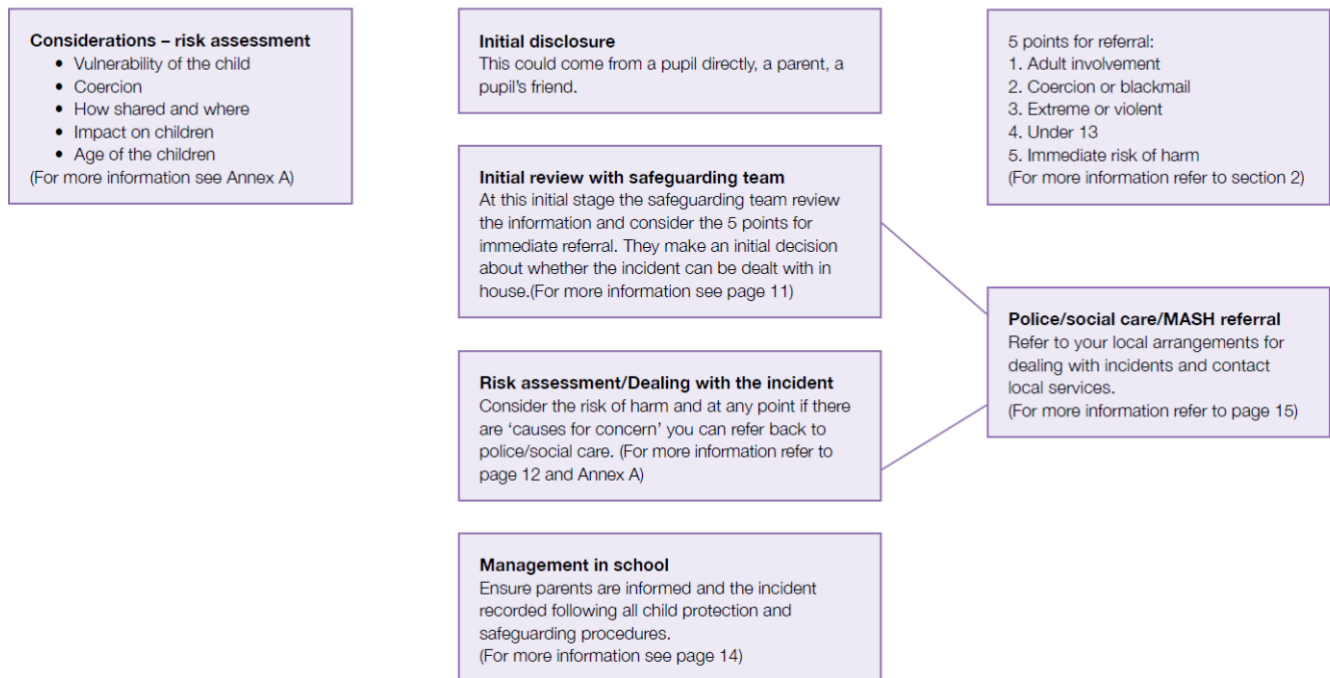 Considerations – risk assessment
• Vulnerability of the child
• Coercion
• How shared and where
• Impact on children
• Age of the children
(For more information see Annex A)
Initial disclosure
This could come from a pupil directly, a parent, a
pupil's friend.
Initial review with safeguarding team
At this initial stage the safeguarding team review
the information and consider the 5 points for
immediate referral. They make an initial decision
about whether the incident can be dealt with in
house.(For more information see page 11)
Risk assessment/Dealing with the incident
Consider the risk of harm and at any point if there
are 'causes for concern' you can refer back to
police/social care. (For more information refer to
page 12 and Annex A)
Management in school
Ensure parents are informed and the incident
recorded following all child protection and
safeguarding procedures.
(For more information see page 14)
5 points for referral:
1. Adult involvement
2. Coercion or blackmail
3. Extreme or violent
4. Under 13
5. Immediate risk of harm
(For more information refer to section 2)
Police/social care/MASH referral
Refer to your local arrangements for
dealing with incidents and contact
local services.
(For more information refer to page 15)